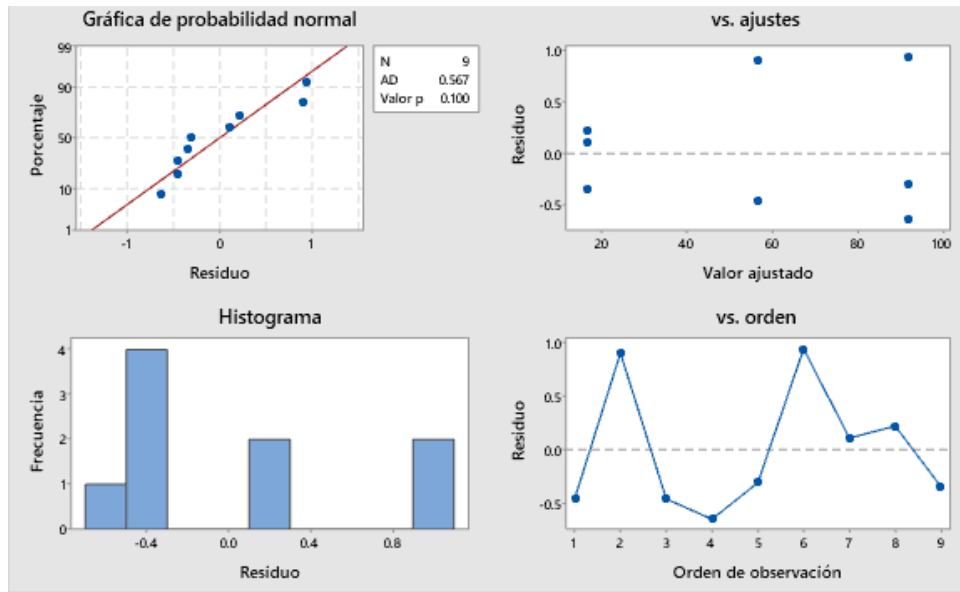 Gráfica de probabilidad normal
99
90
50
10
1
Porcentaje
-1 0 1
Residuo
N 9
AD 0.567
Valor p 0.100
vs. ajustes
1.0
0.5
0.0
-0.5
Residuo
20 40 60 80 100
Valor ajustado
Histograma
4
3
2
1
0
Frecuencia
-0.4 0.0 0.4 0.8
Residuo
vs. orden
1.0
0.5
0.0
-0.5
Residuo
1 2 3 4 5 6 7 8 9
Orden de observación